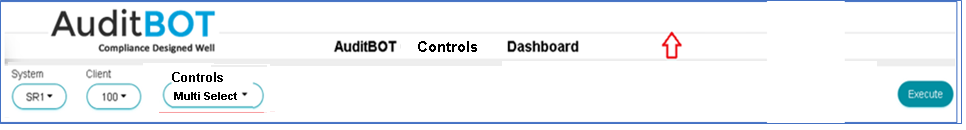 AuditBOT
Compliance Designed Well
AuditBOT Controls Dashboard
System Client Controls
SR1 100 Multi Select Execute